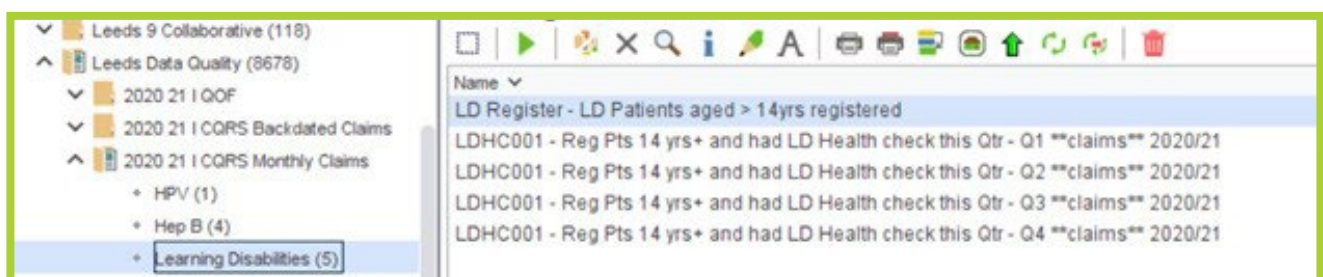 Leeds 9 Collaborative (118)
Leeds Data Quality (8678)
2020 21 I QOF
2020 21 I CQRS Backdated Claims
2020 21 I CQRS Monthly Claims
HPV (1)
Hep B (4)
Learning Disabilities (5)
Name
LD Register - LD Patients aged > 14yrs registered
LDHC001 - Reg Pts 14 yrs+ and had LD Health check this Qtr - Q1 **claims** 2020/21
LDHC001 - Reg Pts 14 yrs+ and had LD Health check this Qtr - Q2 **claims** 2020/21
LDHC001 - Reg Pts 14 yrs+ and had LD Health check this Qtr - Q3 **claims** 2020/21
LDHC001 - Reg Pts 14 yrs+ and had LD Health check this Qtr - Q4 **claims** 2020/21